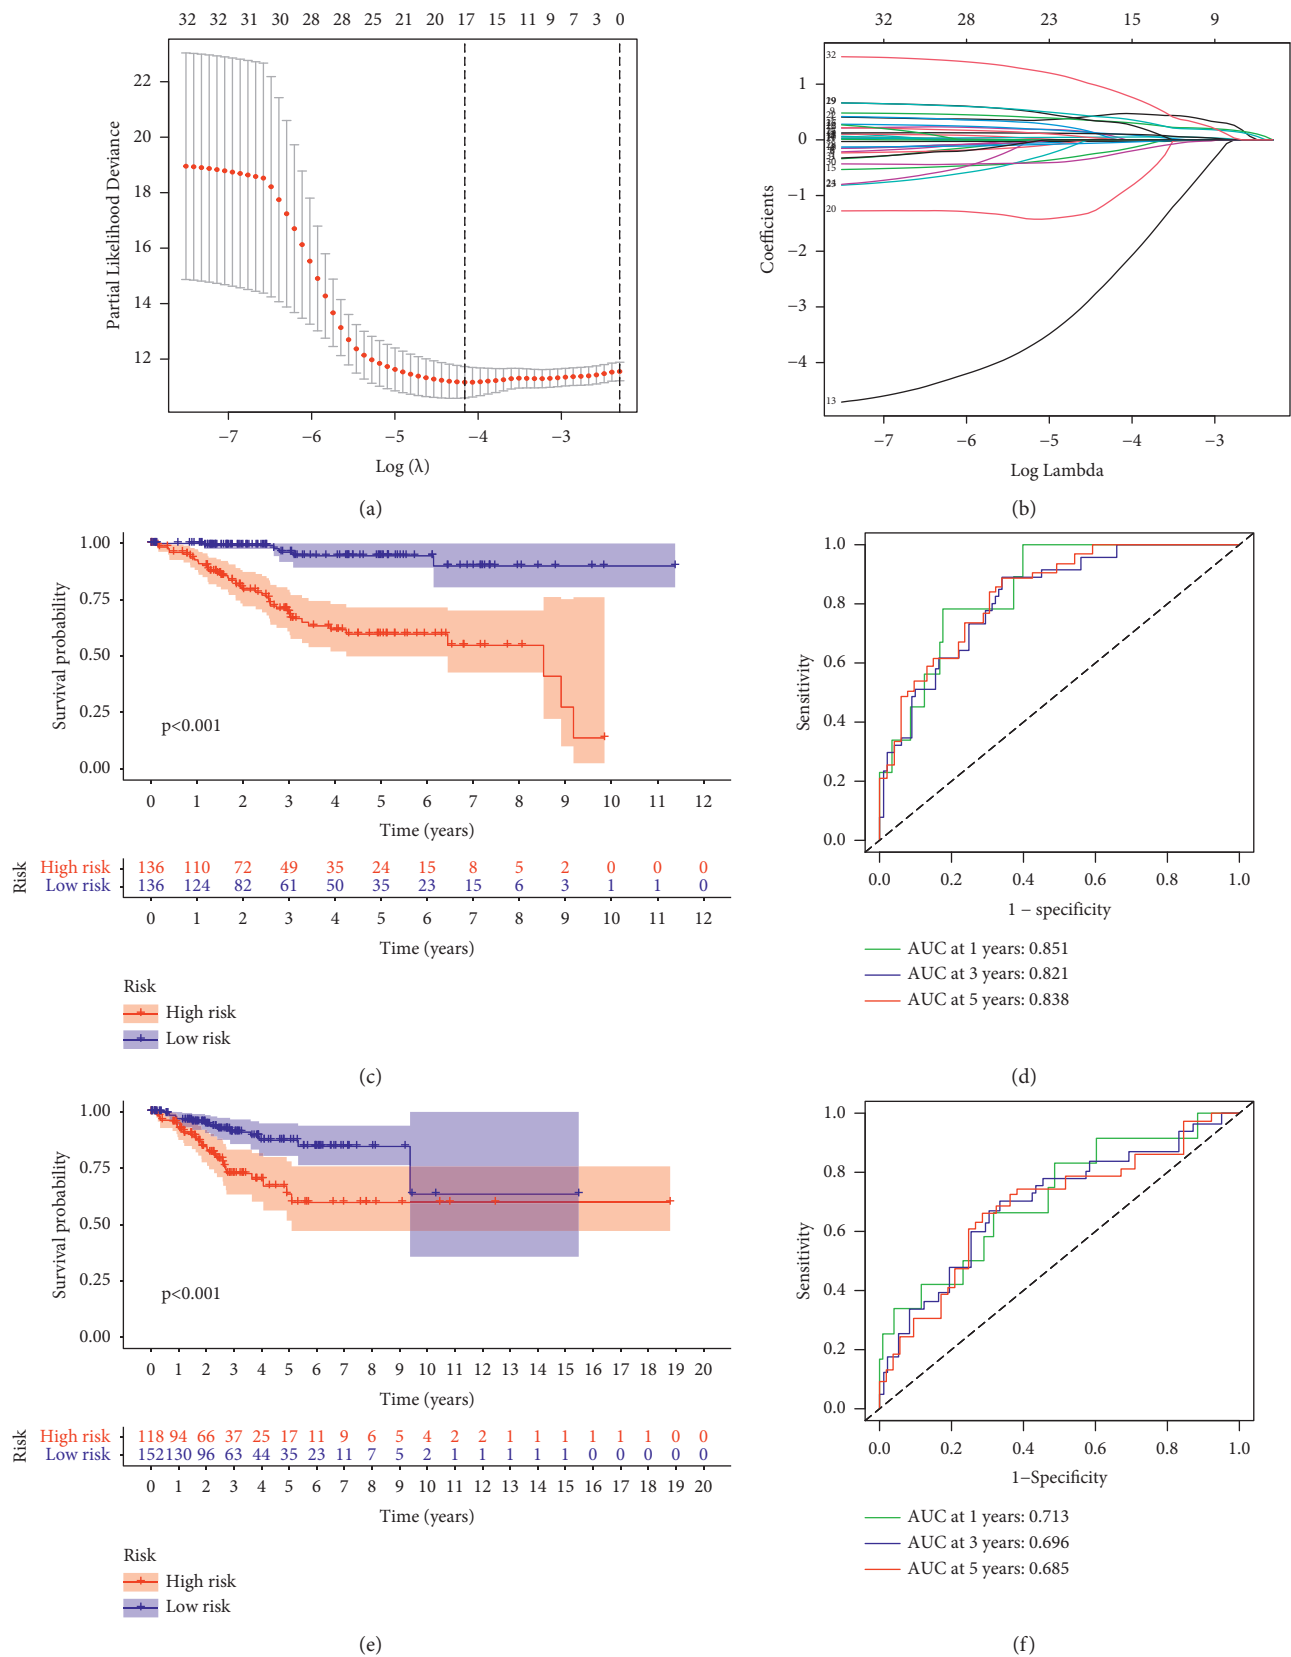 32 32 31 30 28 28 25 21 20 17 15 11 9 7 3 0
Partial Likelihood Deviance
22
20
18
16
14
12
−7 −6 −5 −4 −3
Log (λ)
(a)
32 28 23 15 9
Coefficients
1
0
−1
−2
−3
−4
32
30
15
20
13
−7 −6 −5 −4 −3
Log Lambda
(b)
Survival probability
1.00
0.75
0.50
0.25
0.00
p<0.001
0 1 2 3 4 5 6 7 8 9 10 11 12
Time (years)
Risk
High risk 136 110 72 49 35 24 15 8 5 2 0 0 0
Low risk 136 124 82 61 50 35 23 15 6 3 1 1 0
0 1 2 3 4 5 6 7 8 9 10 11 12
Time (years)
Risk
High risk
Low risk
(c)
Sensitivity
1.0
0.8
0.6
0.4
0.2
0.0
0.0 0.2 0.4 0.6 0.8 1.0
1 − specificity
AUC at 1 years: 0.851
AUC at 3 years: 0.821
AUC at 5 years: 0.838
(d)
Survival probability
1.00
0.75
0.50
0.25
0.00
p<0.001
0 1 2 3 4 5 6 7 8 9 10 11 12 13 14 15 16 17 18 19 20
Time (years)
Risk
High risk 118 94 66 37 25 17 11 9 6 5 4 2 2 1 1 1 1 1 1 0 0
Low risk 152 130 96 63 44 35 23 11 7 5 2 1 1 1 1 1 0 0 0 0 0
0 1 2 3 4 5 6 7 8 9 10 11 12 13 14 15 16 17 18 19 20
Time (years)
Risk
High risk
Low risk
(e)
Sensitivity
1.0
0.8
0.6
0.4
0.2
0.0
0.0 0.2 0.4 0.6 0.8 1.0
1−Specificity
AUC at 1 years: 0.713
AUC at 3 years: 0.696
AUC at 5 years: 0.685
(f)